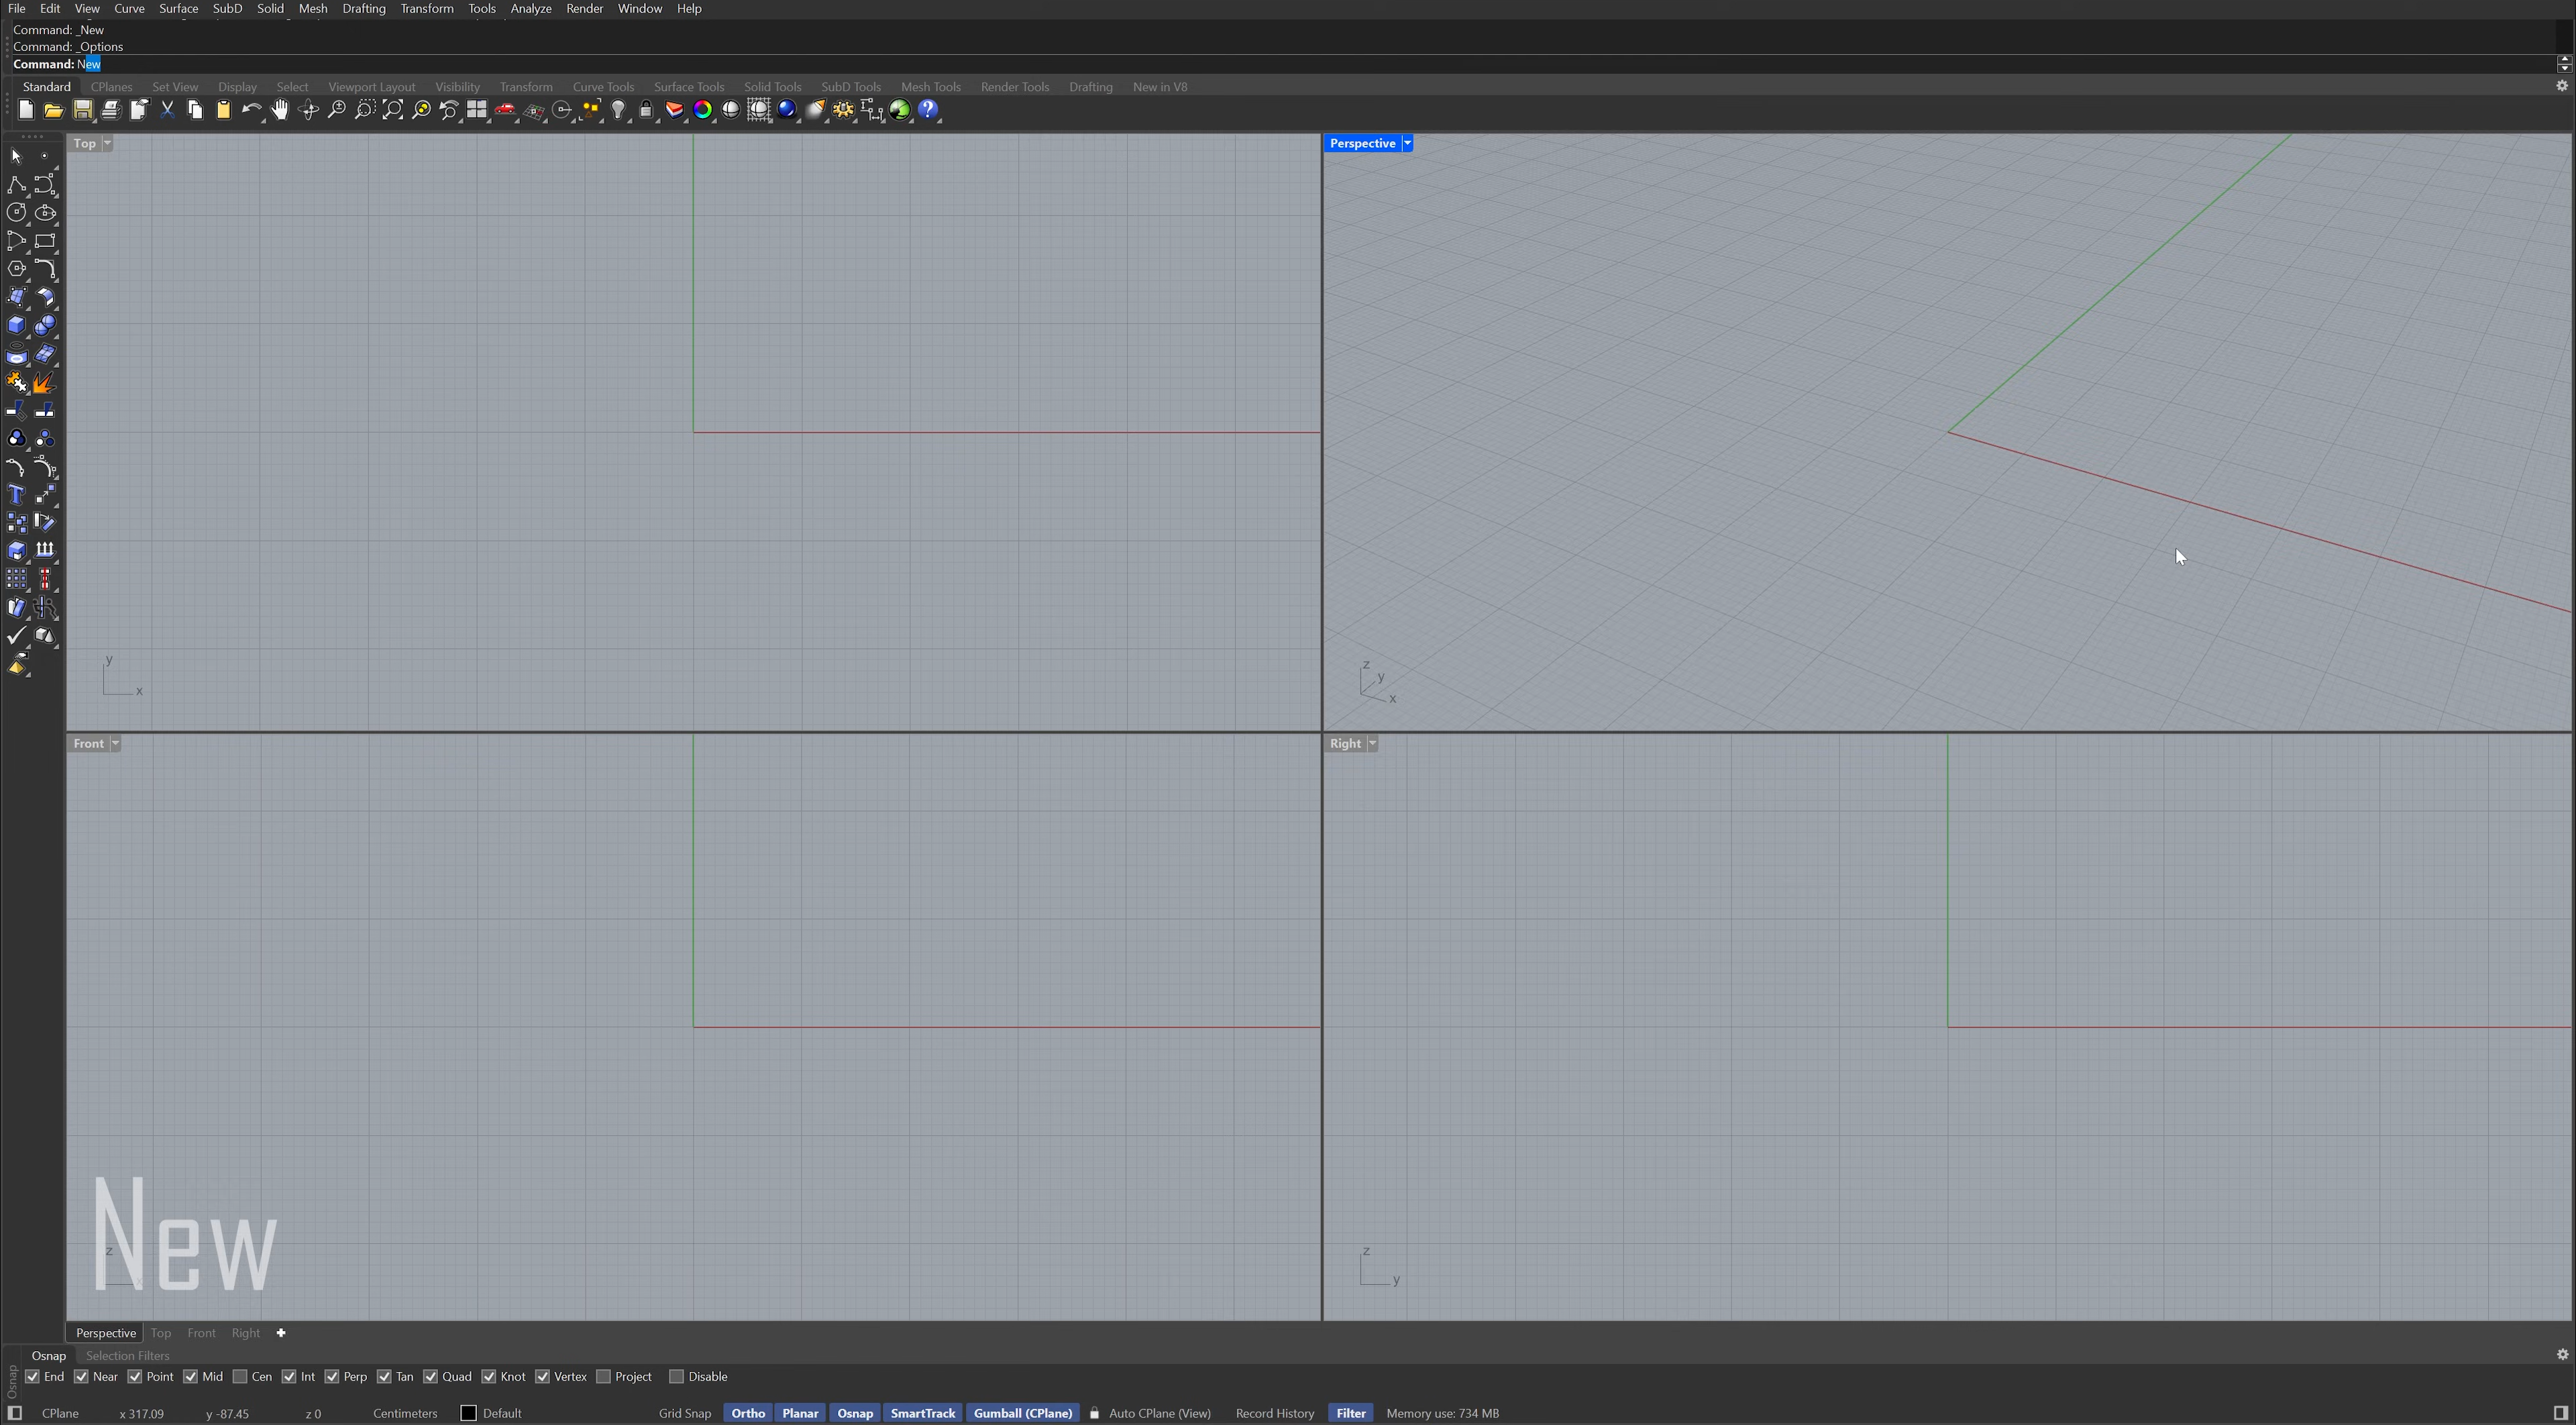 File Edit View Curve Surface SubD Solid Mesh Drafting Transform Tools Analyze Render Window Help
Command: _New
Command: _Options
Command: New
Standard CPlanes Set View Display Select Viewport Layout Visibility Transform Curve Tools Surface Tools Solid Tools SubD Tools Mesh Tools Render Tools Drafting New in V8
Top
Perspective
y
x
z
y
x
Front
Right
New
z
z
y
Perspective Top Front Right
Osnap Selection Filters
Osnap
End Near Point Mid Cen Int Perp Tan Quad Knot Vertex Project Disable
CPlane x 317.09 y -87.45 z 0 Centimeters Default Grid Snap Ortho Planar Osnap SmartTrack Gumball (CPlane) Auto CPlane (View) Record History Filter Memory use: 734 MB